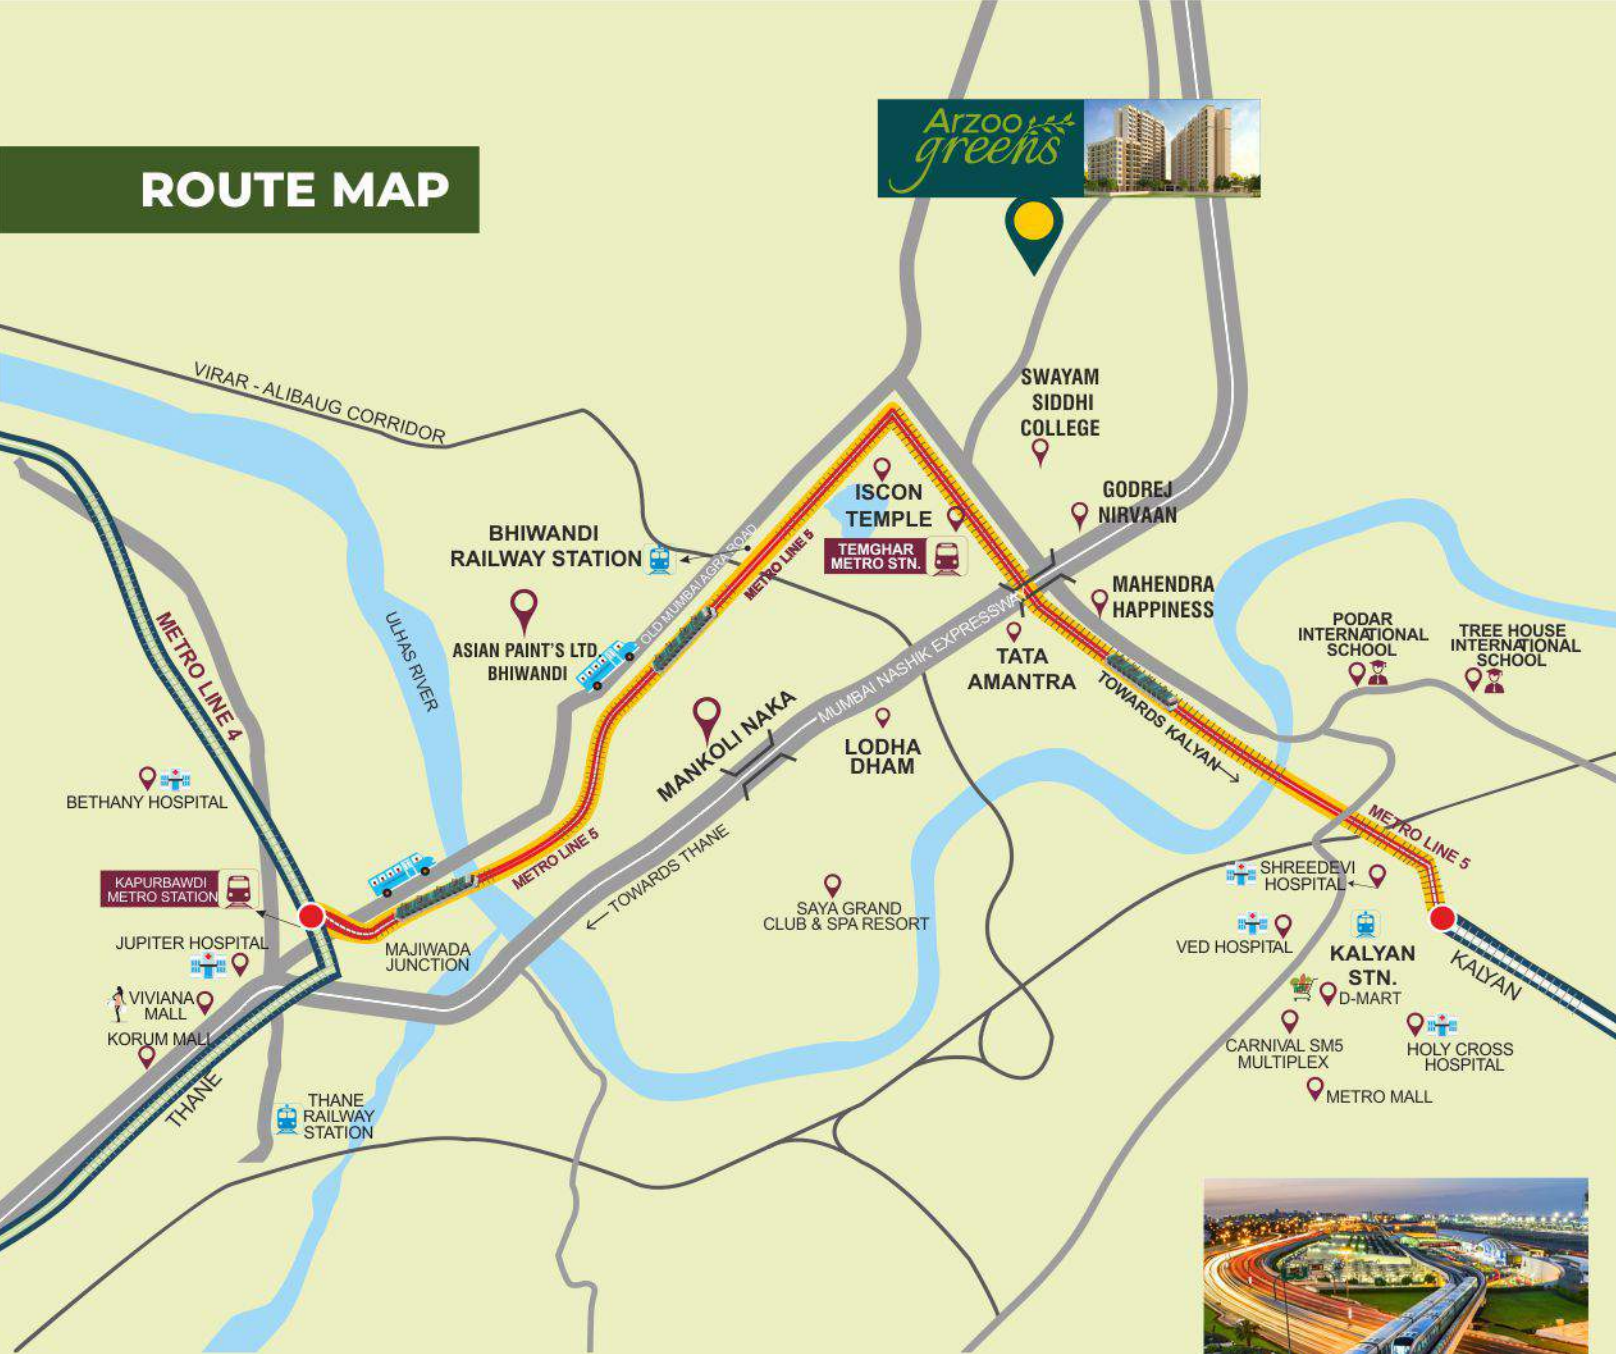 Arzoo
greens
ROUTE MAP
VIRAR - ALIBAUG CORRIDOR
SWAYAM
SIDDHI
COLLEGE
GODREJ
NIRVAAN
ISCON
TEMPLE
TEMGHAR
METRO STN.
BHIWANDI
RAILWAY STATION
OLD MUMBAI AGRA ROAD
METRO LINE 5
MAHENDRA
HAPPINESS
ASIAN PAINT'S LTD.
BHIWANDI
ULHAS RIVER
METRO LINE 4
MUMBAI NASHIK EXPRESSWA
TATA
AMANTRA
PODAR
INTERNATIONAL
SCHOOL
TREE HOUSE
INTERNATIONAL
SCHOOL
MANKOLI NAKA
LODHA
DHAM
TOWARDS KALYAN
BETHANY HOSPITAL
METRO LINE 5
TOWARDS THANE
METRO LINE 5
KAPURBAWDI
METRO STATION
SAYA GRAND
CLUB & SPA RESORT
SHREEDEVI
HOSPITAL
JUPITER HOSPITAL
MAJIWADA
JUNCTION
VED HOSPITAL
KALYAN
STN.
KALYAN
VIVIANA
MALL
D-MART
KORUM MALL
CARNIVAL SM5
MULTIPLEX
HOLY CROSS
HOSPITAL
THANE
THANE
RAILWAY
STATION
METRO MALL